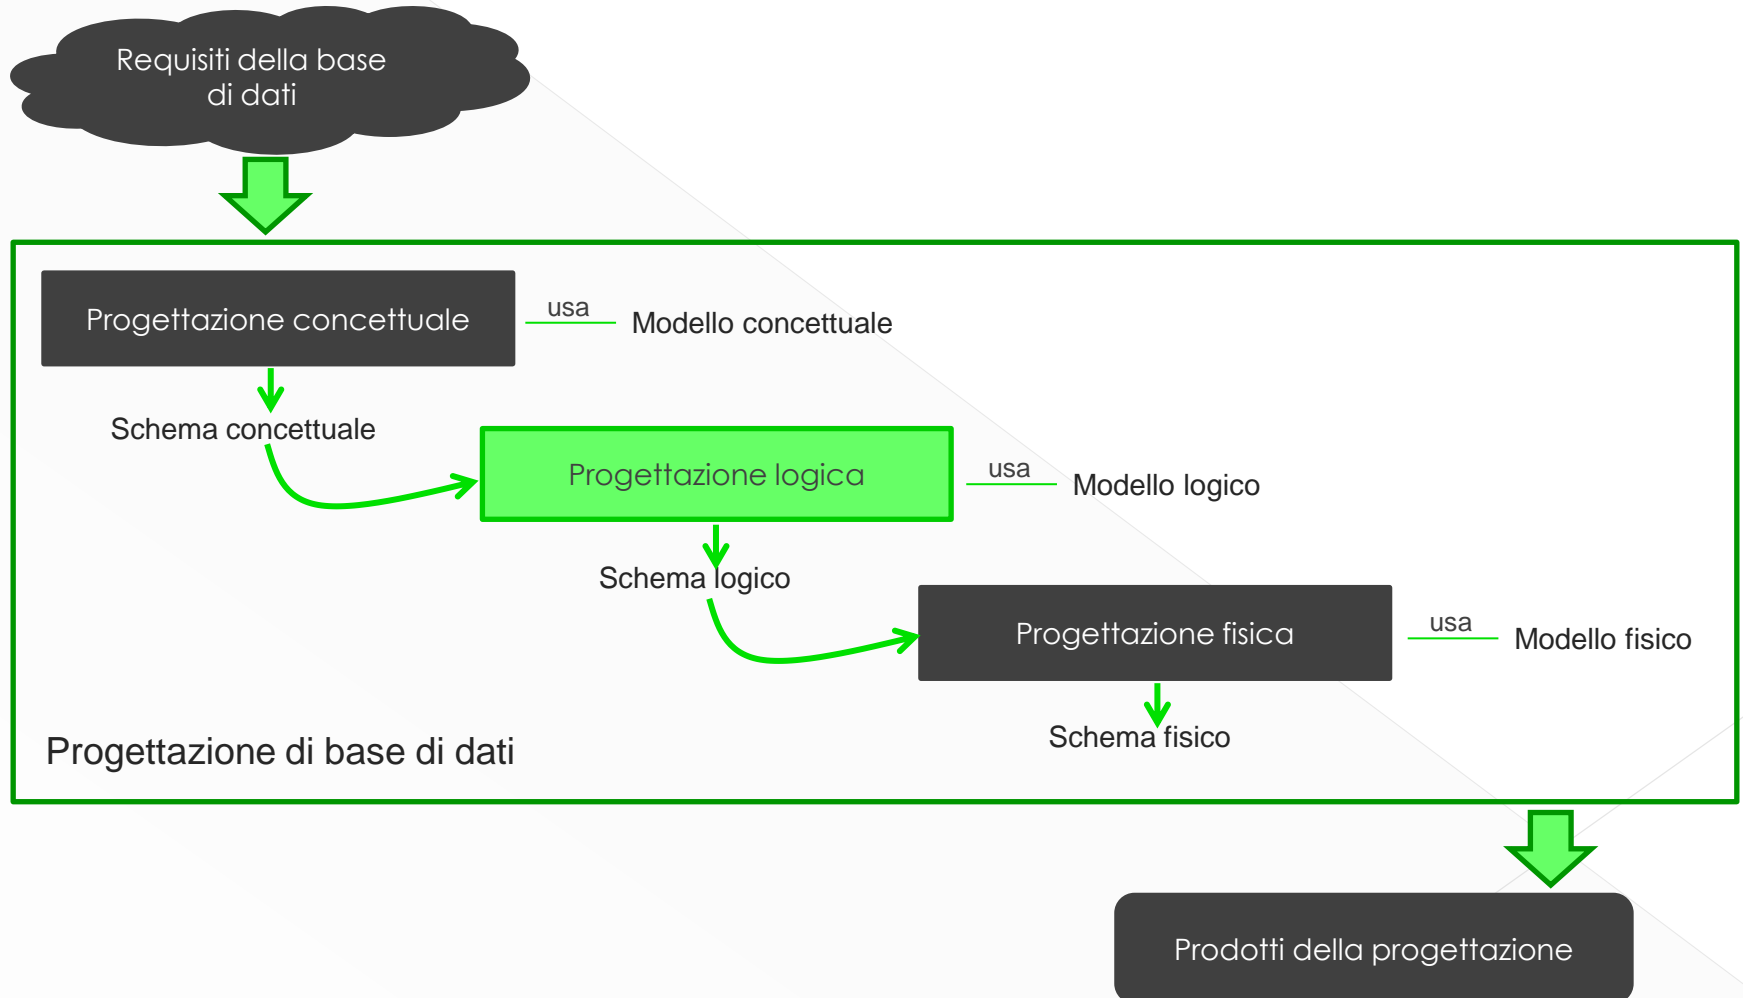 Requisiti della base
di dati
Progettazione concettuale
usa
Modello concettuale
Schema concettuale
Progettazione logica
usa
Modello logico
Schema logico
Progettazione fisica
usa
Modello fisico
Schema fisico
Progettazione di base di dati
Prodotti della progettazione